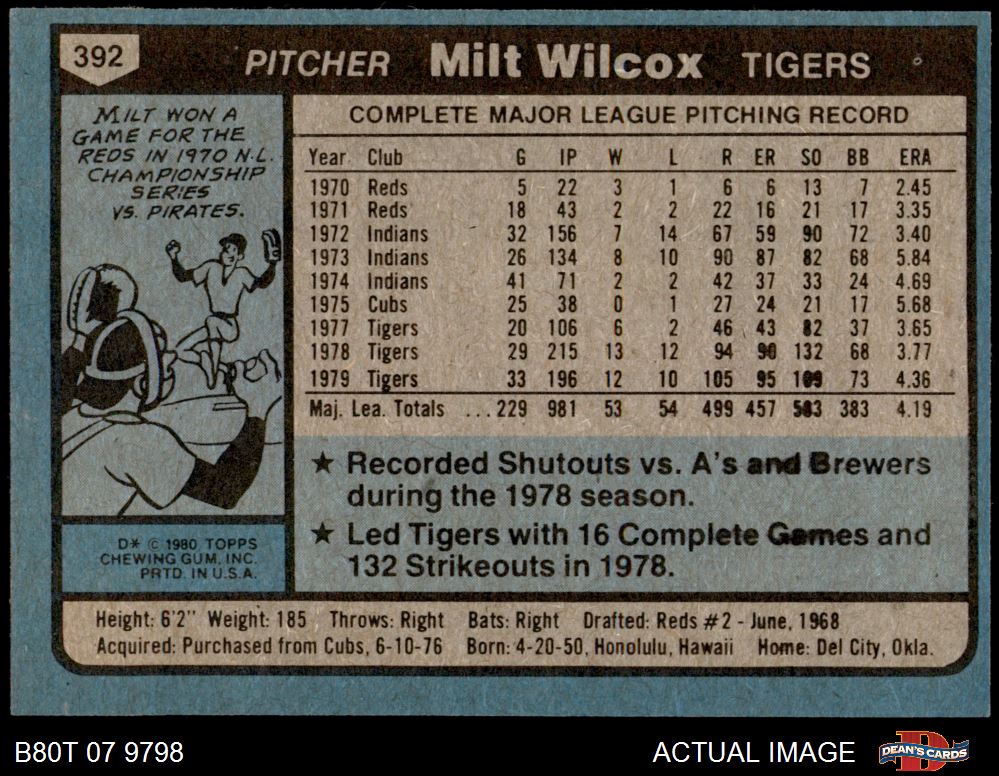 392
PITCHER Milt Wilcox TIGERS
MILT WON A
GAME FOR THE
REDS IN 1970 N.L.
CHAMPIONSHIP
SERIES
VS. PIRATES.
COMPLETE MAJOR LEAGUE PITCHING RECORD
Year Club G IP W L R ER SO BB ERA
1970 Reds 5 22 3 1 6 6 13 7 2.45
1971 Reds 18 43 2 2 22 16 21 17 3.35
1972 Indians 32 156 7 14 67 59 90 72 3.40
1973 Indians 26 134 8 10 90 87 82 68 5.84
1974 Indians 41 71 2 2 42 37 33 24 4.69
1975 Cubs 25 38 0 1 27 24 21 17 5.68
1977 Tigers 20 106 6 2 46 43 82 37 3.65
1978 Tigers 29 215 13 12 94 90 132 68 3.77
1979 Tigers 33 196 12 10 105 95 109 73 4.36
Maj. Lea. Totals ... 229 981 53 54 499 457 583 383 4.19
★ Recorded Shutouts vs. A's and Brewers
during the 1978 season.
★ Led Tigers with 16 Complete Games and
132 Strikeouts in 1978.
D* © 1980 TOPPS
CHEWING GUM, INC.
PRTD. IN U.S.A.
Height: 6'2" Weight: 185 Throws: Right Bats: Right Drafted: Reds #2 - June, 1968
Acquired: Purchased from Cubs, 6-10-76 Born: 4-20-50, Honolulu, Hawaii Home: Del City, Okla.
B80T 07 9798
ACTUAL IMAGE
D
DEAN'S CARDS